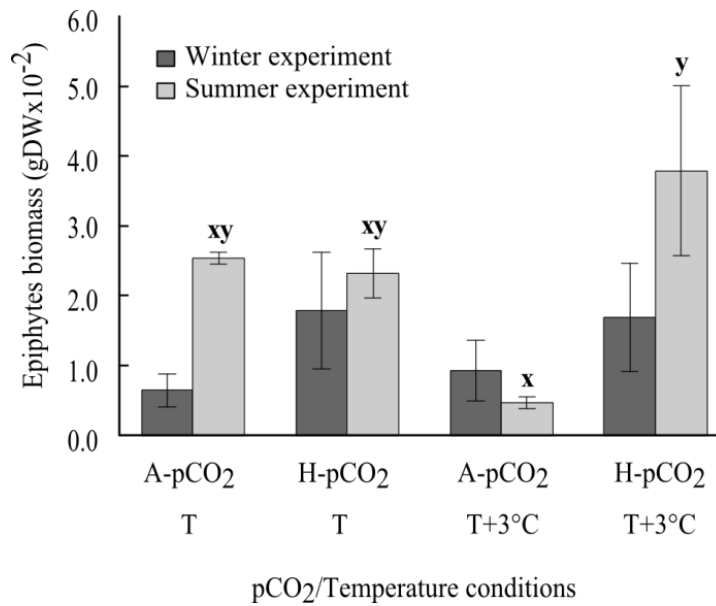 Epiphytes biomass (gDWx10-2)
6.0
5.0
4.0
3.0
2.0
1.0
0.0
Winter experiment
Summer experiment
xy
xy
x
y
A-pCO2 H-pCO2 A-pCO2 H-pCO2
T T T+3°C T+3°C
pCO2/Temperature conditions